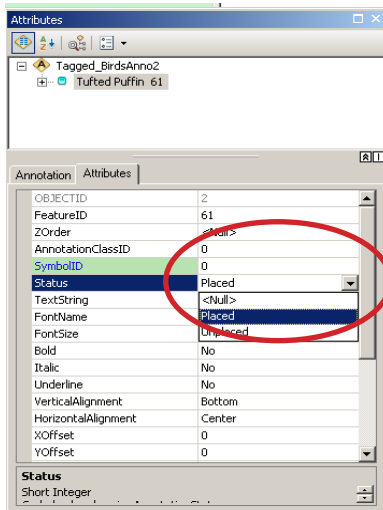 Attributes
Tagged_BirdsAnno2
Tufted Puffin 61
Annotation Attributes
OBJECTID 2
FeatureID 61
ZOrder <Null>
AnnotationClassID 0
SymbolID 0
Status Placed
TextString <Null>
FontName Placed
FontSize Unplaced
Bold No
Italic No
Underline No
VerticalAlignment Bottom
HorizontalAlignment Center
XOffset 0
YOffset 0
Status
Short Integer